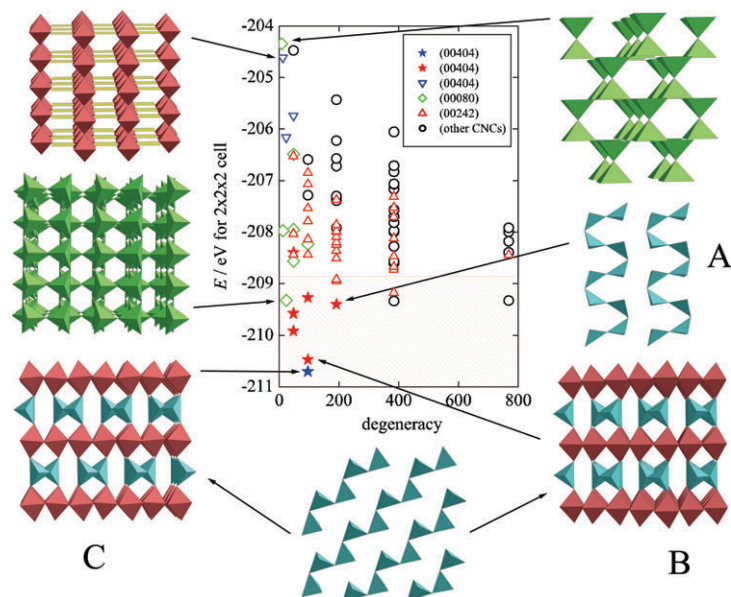 -204
-205
-206
-207
-208
-209
-210
-211
E / eV for 2x2x2 cell
(00404)
(00404)
(00404)
(00080)
(00242)
(other CNCs)
0 200 400 600 800
degeneracy
A
C
B